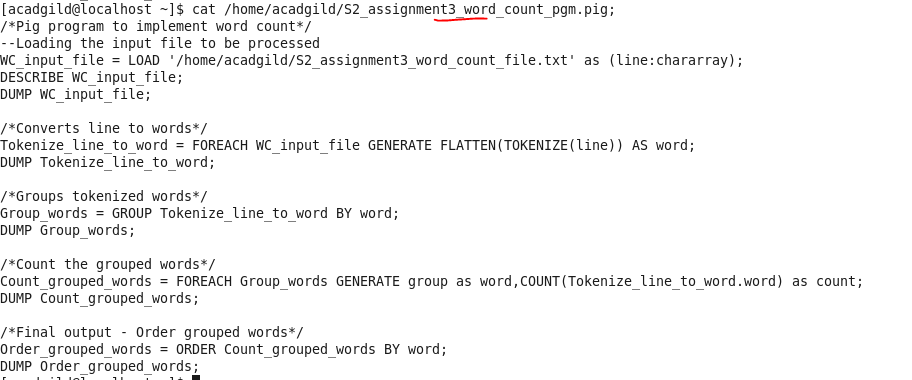 [acadgild@localhost ~]$ cat /home/acadgild/S2_assignment3_word_count_pgm.pig;
/*Pig program to implement word count*/
--Loading the input file to be processed
WC_input_file = LOAD '/home/acadgild/S2_assignment3_word_count_file.txt' as (line:chararray);
DESCRIBE WC_input_file;
DUMP WC_input_file;
/*Converts line to words*/
Tokenize_line_to_word = FOREACH WC_input_file GENERATE FLATTEN(TOKENIZE(line)) AS word;
DUMP Tokenize_line_to_word;
/*Groups tokenized words*/
Group_words = GROUP Tokenize_line_to_word BY word;
DUMP Group_words;
/*Count the grouped words*/
Count_grouped_words = FOREACH Group_words GENERATE group as word,COUNT(Tokenize_line_to_word.word) as count;
DUMP Count_grouped_words;
/*Final output - Order grouped words*/
Order_grouped_words = ORDER Count_grouped_words BY word;
DUMP Order_grouped_words;